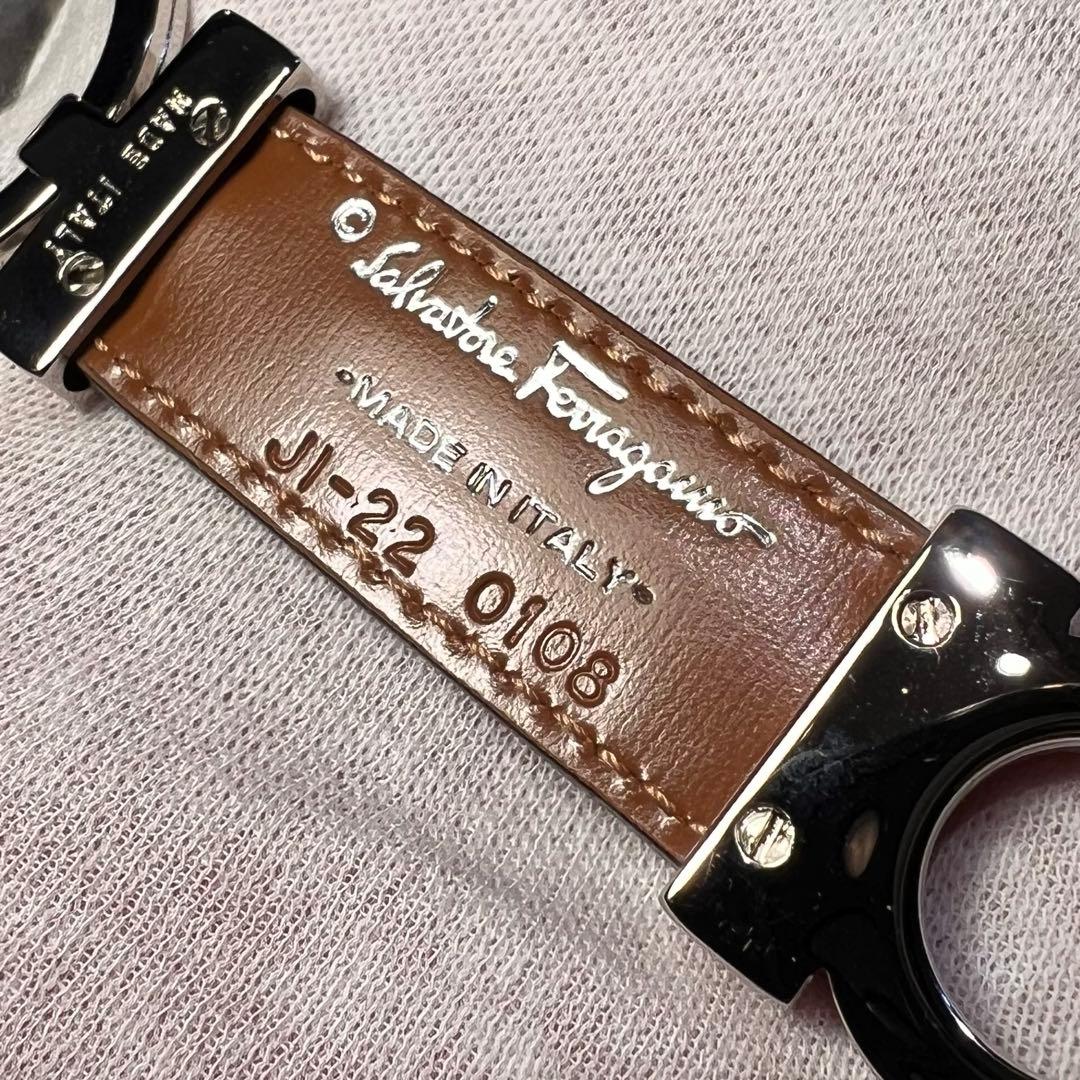 MADE ITALY
© Salvatore Ferragamo
•MADE IN ITALY•
JI-22 0108